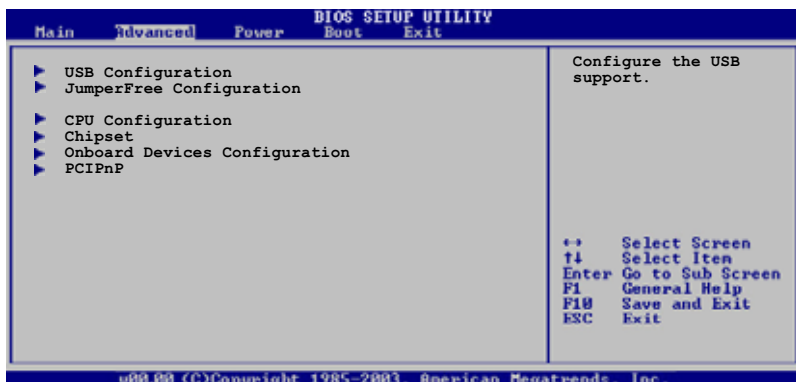 BIOS SETUP UTILITY
Main Advanced Power Boot Exit
USB Configuration
JumperFree Configuration
CPU Configuration
Chipset
Onboard Devices Configuration
PCIPnP
Configure the USB
support.
←→ Select Screen
↑↓ Select Item
Enter Go to Sub Screen
F1 General Help
F10 Save and Exit
ESC Exit
v00.00 (C)Copyright 1985-2003, American Megatrends, Inc.